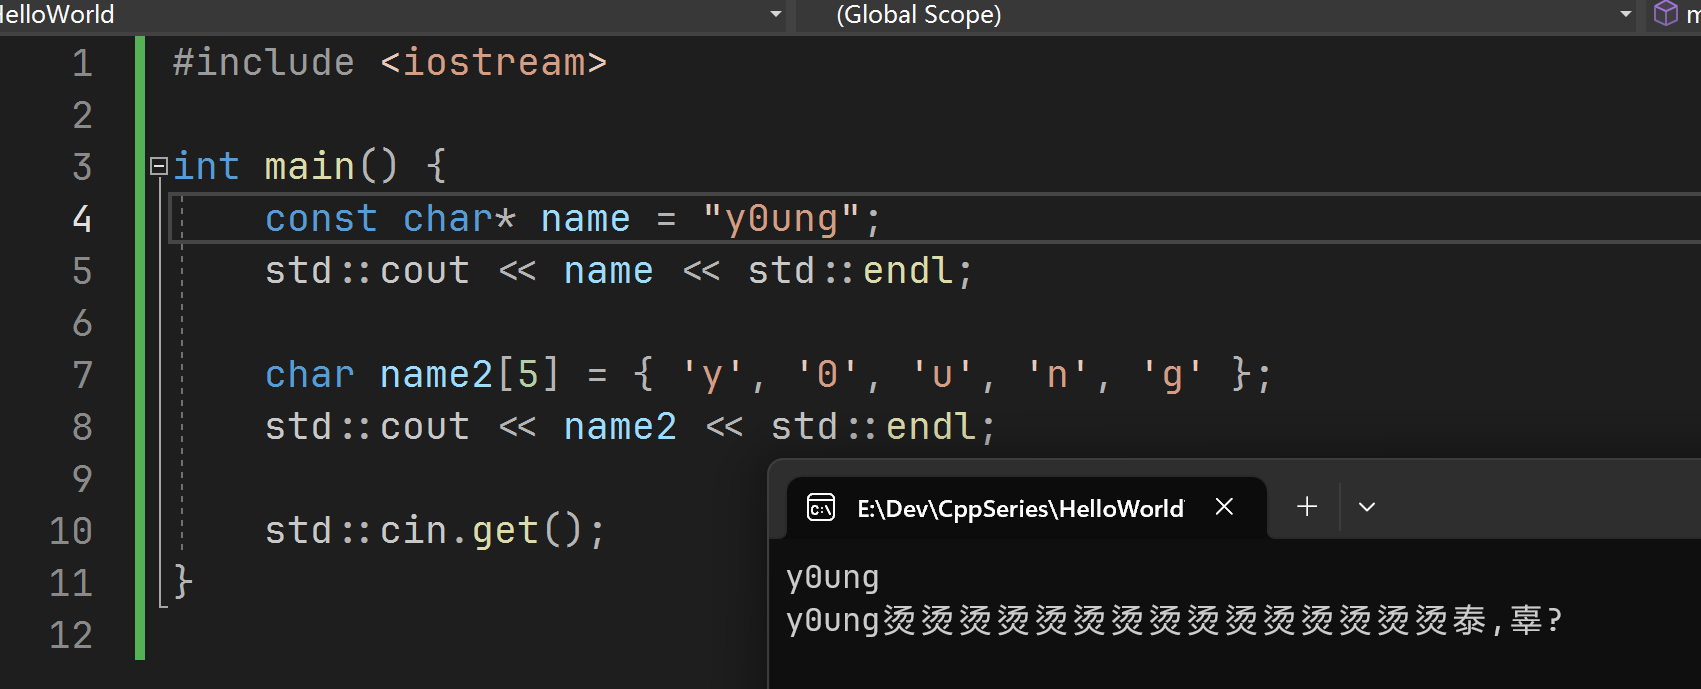 HelloWorld (Global Scope) m
1 #include <iostream>
2
3 int main() {
4 const char* name = "y0ung";
5 std::cout << name << std::endl;
6
7 char name2[5] = { 'y', '0', 'u', 'n', 'g' };
8 std::cout << name2 << std::endl;
9
10 std::cin.get();
11 }
12
E:\Dev\CppSeries\HelloWorld
y0ung
y0ung烫烫烫烫烫烫烫烫烫烫烫烫烫烫烫泰,辜?